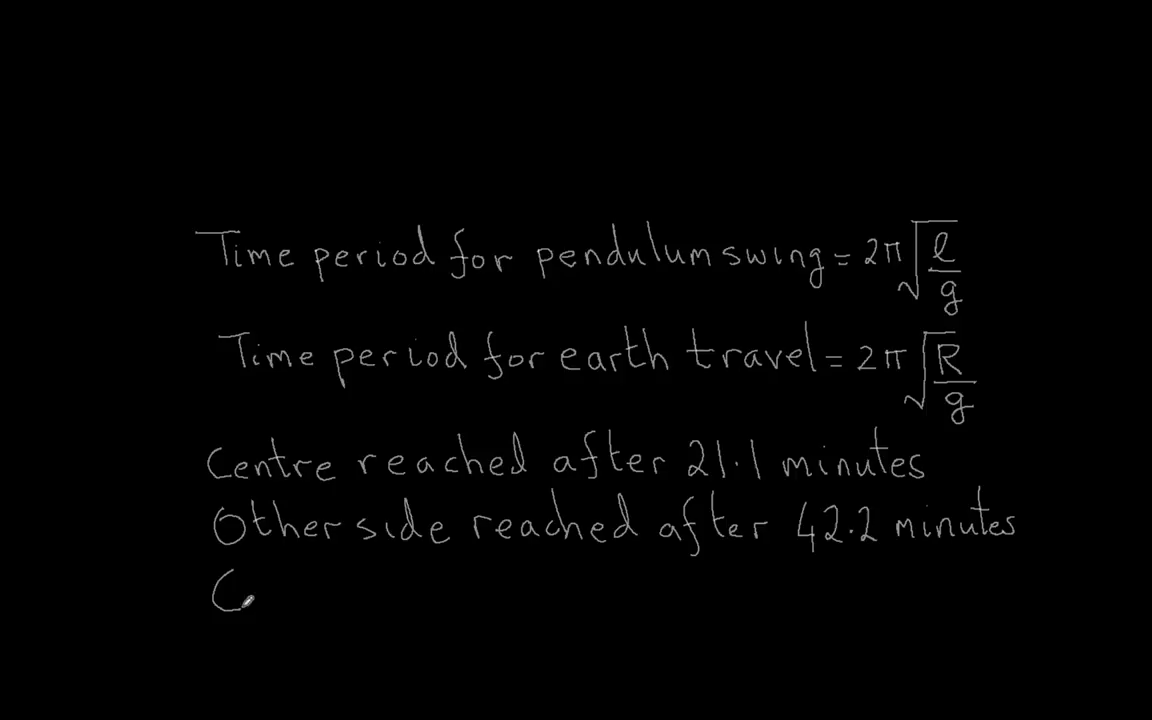 Time period for pendulum swing = 2π√(l/g)
Time period for earth travel = 2π√(R/g)
Centre reached after 21.1 minutes
Other side reached after 42.2 minutes
C